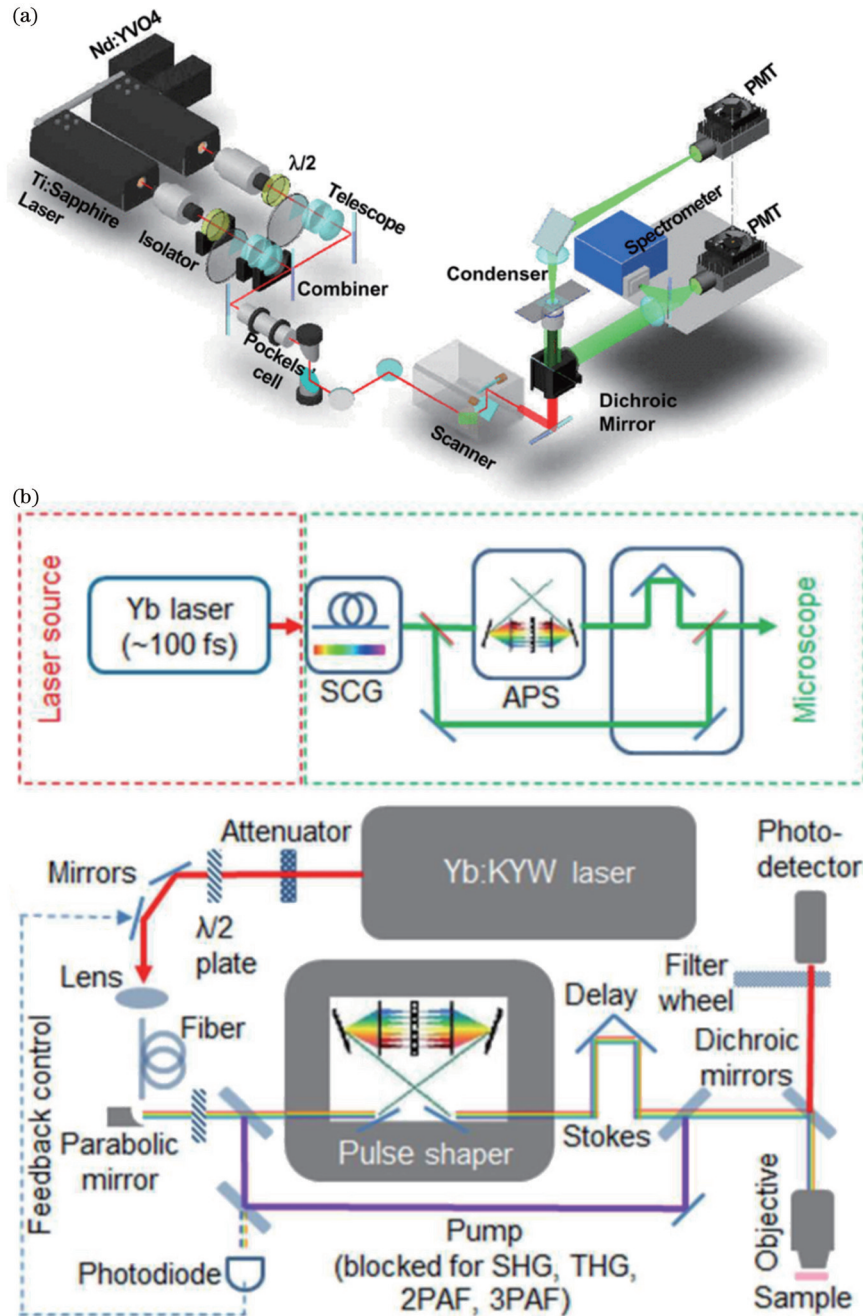 (a)
Nd:YVO4
Ti:Sapphire
Laser
Isolator
λ/2
Telescope
Combiner
Pockels
cell
Scanner
Condenser
Spectrometer
PMT
PMT
Dichroic
Mirror
(b)
Laser source
Yb laser
(~100 fs)
SCG
APS
Microscope
Mirrors
Attenuator
λ/2
plate
Yb:KYW laser
Photo-
detector
Lens
Fiber
Filter
wheel
Delay
Dichroic
mirrors
Feedback control
Parabolic
mirror
Pulse shaper
Stokes
Photodiode
Pump
(blocked for SHG, THG,
2PAF, 3PAF)
Objective
Sample